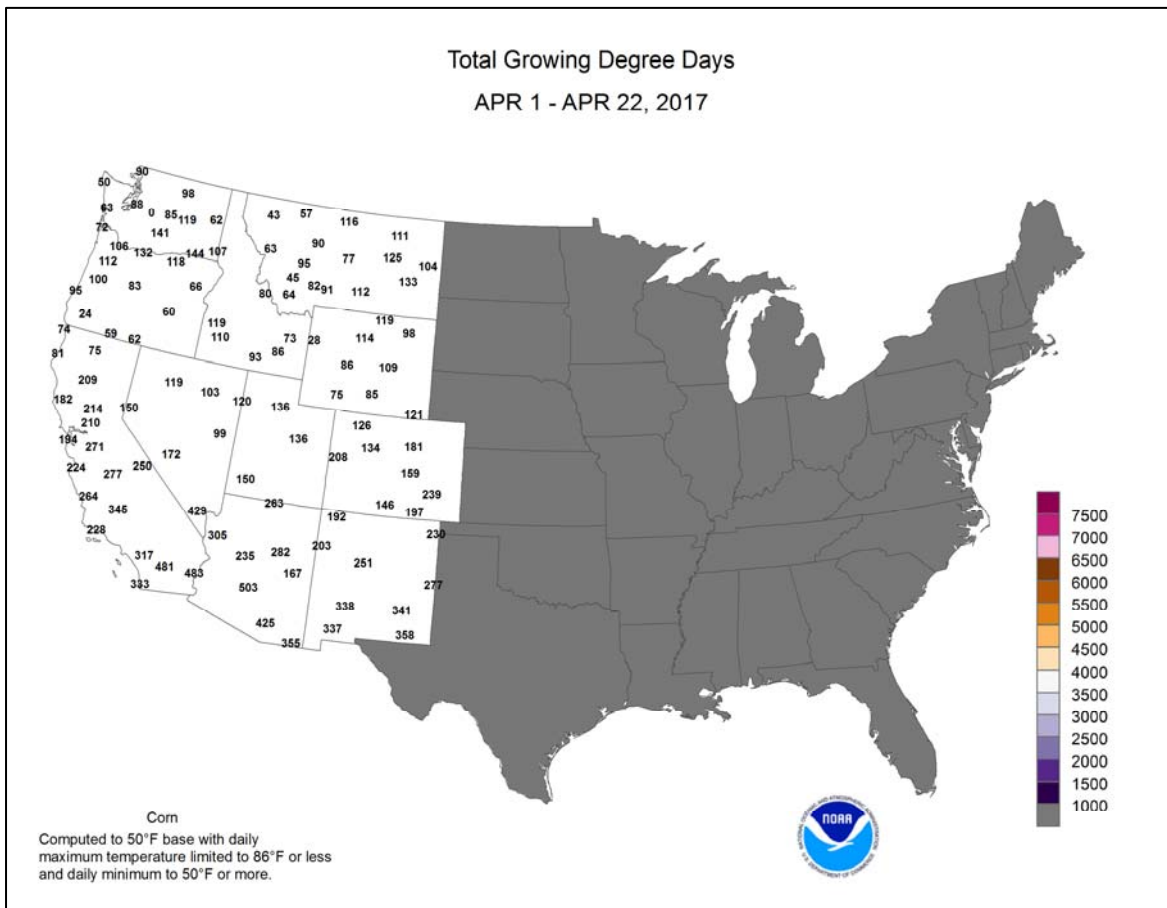 Total Growing Degree Days
APR 1 - APR 22, 2017
90
50
98
63 88 0 85 119 62
72 141
106 132 144 107
112 118
100 83 66
95
24 60
74 59 62
81 75
43 57 116
111
63 90
95 77 125 104
45 82 91 133
80 64 112
119 119
110 73 28 114 98
93 86 86 109
75 85
121
209 119 103 120 136
182 214 150
210 126
194 271 99 136 134 181
224 277 250 172 208
150 159
264 345 263 239
429 146 197
228 192
305 230
317 235 282 203 251
481 483 167 277
333 503
338 341
425 337 358
355
7500
7000
6500
6000
5500
5000
4500
4000
3500
3000
2500
2000
1500
1000
NATIONAL OCEANIC AND ATMOSPHERIC ADMINISTRATION
NOAA
U.S. DEPARTMENT OF COMMERCE
Corn
Computed to 50°F base with daily
maximum temperature limited to 86°F or less
and daily minimum to 50°F or more.